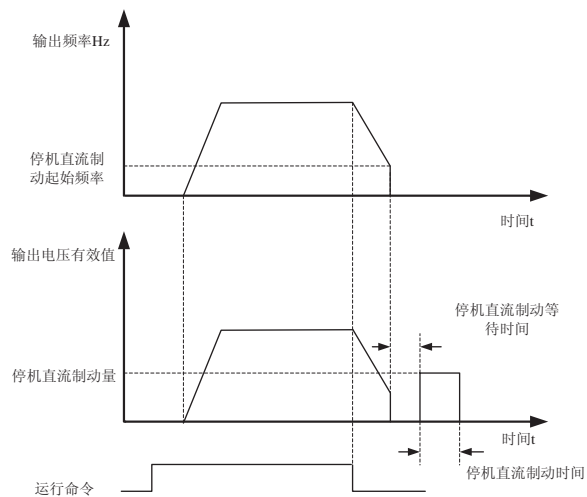 输出频率Hz
停机直流制
动起始频率
时间t
输出电压有效值
停机直流制动等
待时间
停机直流制动量
时间t
停机直流制动时间
运行命令